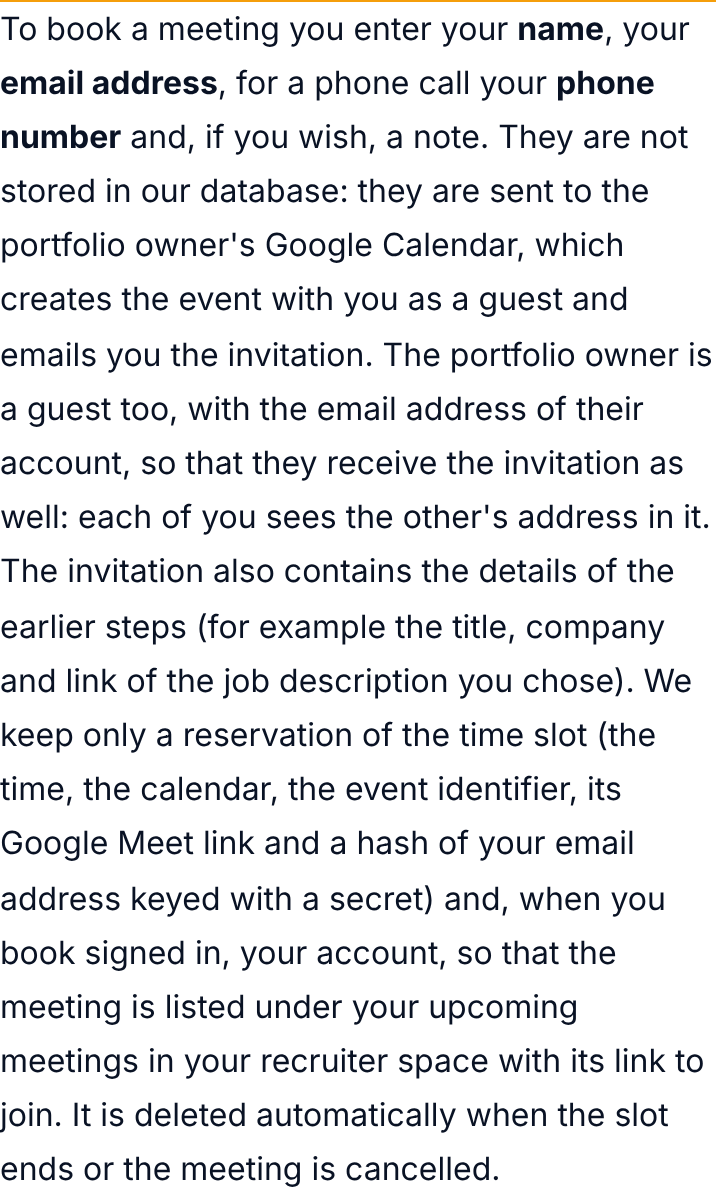 To book a meeting you enter your name, your
email address, for a phone call your phone
number and, if you wish, a note. They are not
stored in our database: they are sent to the
portfolio owner's Google Calendar, which
creates the event with you as a guest and
emails you the invitation. The portfolio owner is
a guest too, with the email address of their
account, so that they receive the invitation as
well: each of you sees the other's address in it.
The invitation also contains the details of the
earlier steps (for example the title, company
and link of the job description you chose). We
keep only a reservation of the time slot (the
time, the calendar, the event identifier, its
Google Meet link and a hash of your email
address keyed with a secret) and, when you
book signed in, your account, so that the
meeting is listed under your upcoming
meetings in your recruiter space with its link to
join. It is deleted automatically when the slot
ends or the meeting is cancelled.